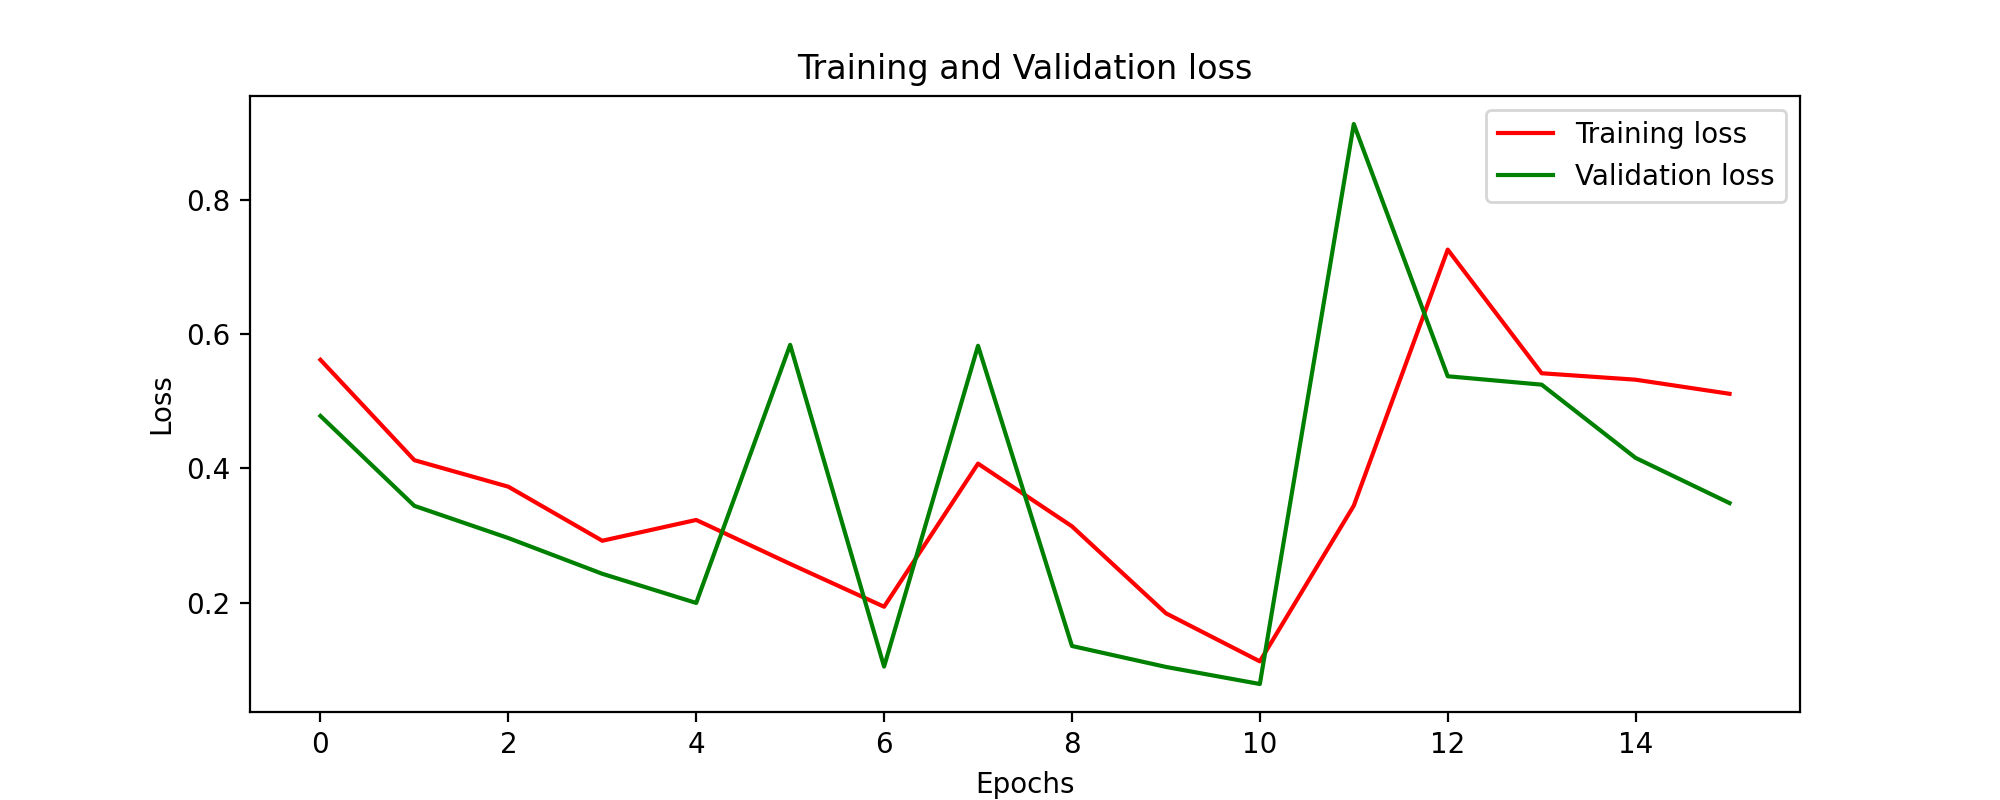 Training and Validation loss
Training loss
Validation loss
0.8
0.6
0.4
0.2
Loss
0 2 4 6 8 10 12 14
Epochs